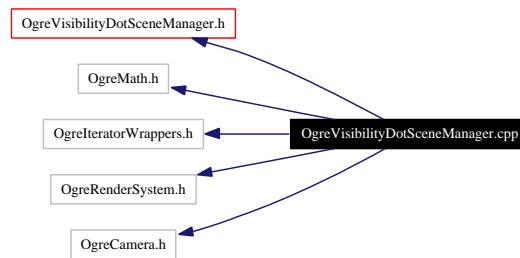 OgreVisibilityDotSceneManager.h
OgreMath.h
OgreIteratorWrappers.h
OgreVisibilityDotSceneManager.cpp
OgreRenderSystem.h
OgreCamera.h